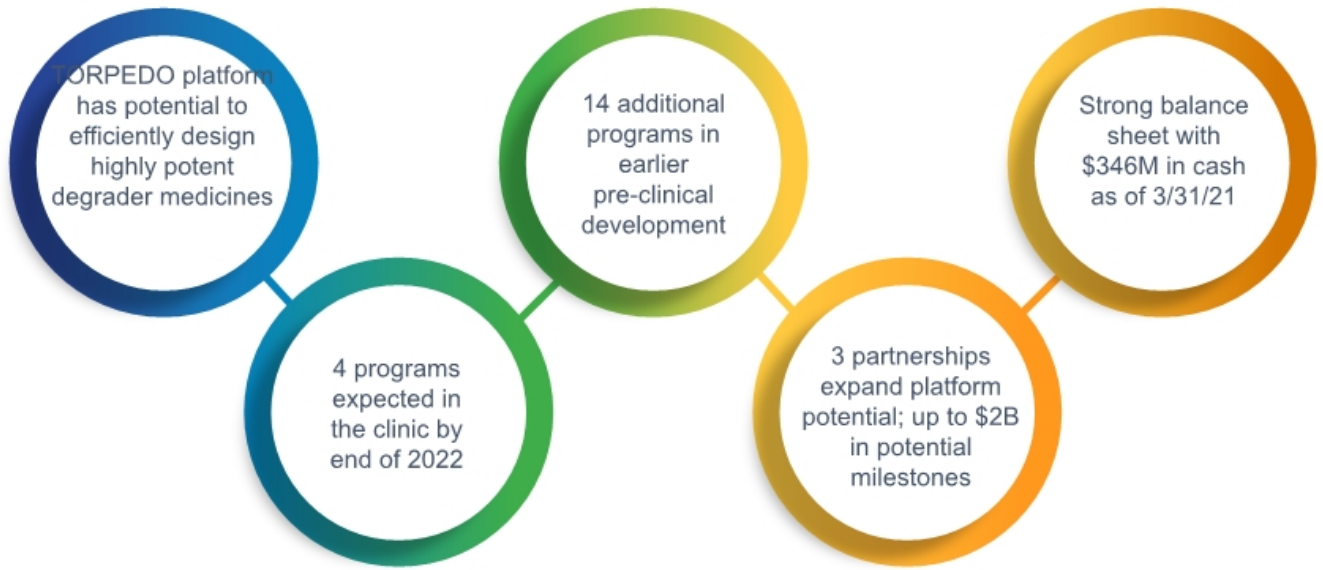 TORPEDO platform
has potential to
efficiently design
highly potent
degrader medicines
4 programs
expected in
the clinic by
end of 2022
14 additional
programs in
earlier
pre-clinical
development
3 partnerships
expand platform
potential; up to $2B
in potential
milestones
Strong balance
sheet with
$346M in cash
as of 3/31/21